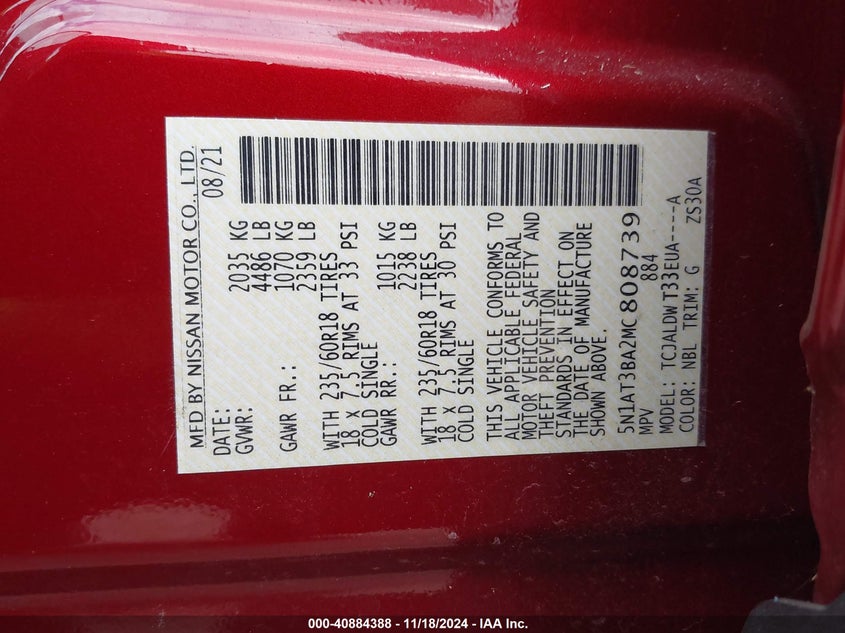 MFD BY NISSAN MOTOR CO., LTD.
DATE: 08/21
GVWR: 2035 KG
4486 LB
GAWR FR.: 1070 KG
2359 LB
WITH 235/60R18 TIRES
18 X 7.5 RIMS AT 33 PSI
COLD SINGLE
GAWR RR.: 1015 KG
2238 LB
WITH 235/60R18 TIRES
18 X 7.5 RIMS AT 30 PSI
COLD SINGLE
THIS VEHICLE CONFORMS TO
ALL APPLICABLE FEDERAL
MOTOR VEHICLE SAFETY AND
THEFT PREVENTION
STANDARDS IN EFFECT ON
THE DATE OF MANUFACTURE
SHOWN ABOVE.
5N1AT3BA2MC808739
MPV 884
MODEL: TCJALDW T33EUA----A
COLOR: NBL TRIM: G ZS30A
000-40884388 - 11/18/2024 - IAA Inc.